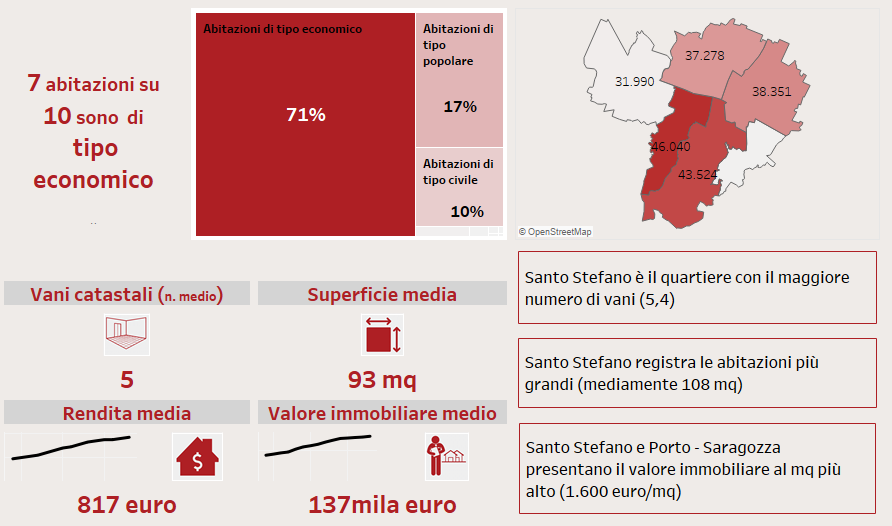 7 abitazioni su
10 sono di
tipo
economico
..
Abitazioni di tipo economico
71%
Abitazioni di
tipo
popolare
17%
Abitazioni di
tipo civile
10%
37.278
31.990
38.351
46.040
43.524
© OpenStreetMap
Vani catastali (n. medio)
5
Superficie media
93 mq
Rendita media
$
817 euro
Valore immobiliare medio
137mila euro
Santo Stefano è il quartiere con il maggiore
numero di vani (5,4)
Santo Stefano registra le abitazioni più
grandi (mediamente 108 mq)
Santo Stefano e Porto - Saragozza
presentano il valore immobiliare al mq più
alto (1.600 euro/mq)